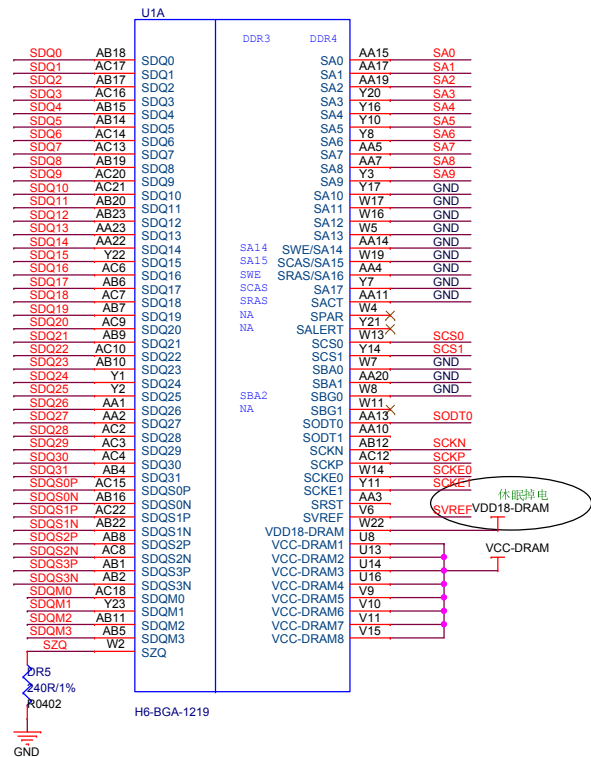 U1A
DDR3 DDR4
SDQ0 AB18 SDQ0 SA0 AA15 SA0
SDQ1 AC17 SDQ1 SA1 AA17 SA1
SDQ2 AB17 SDQ2 SA2 AA19 SA2
SDQ3 AC16 SDQ3 SA3 Y20 SA3
SDQ4 AB15 SDQ4 SA4 Y16 SA4
SDQ5 AB14 SDQ5 SA5 Y10 SA5
SDQ6 AC14 SDQ6 SA6 Y8 SA6
SDQ7 AC13 SDQ7 SA7 AA5 SA7
SDQ8 AB19 SDQ8 SA8 AA7 SA8
SDQ9 AC20 SDQ9 SA9 Y3 SA9
SDQ10 AC21 SDQ10 SA10 Y17 GND
SDQ11 AB20 SDQ11 SA11 W17 GND
SDQ12 AB23 SDQ12 SA12 W16 GND
SDQ13 AA23 SDQ13 SA13 W5 GND
SDQ14 AA22 SDQ14 SA14 SWE/SA14 AA14 GND
SDQ15 Y22 SDQ15 SA15 SCAS/SA15 W19 GND
SDQ16 AC6 SDQ16 SWE SRAS/SA16 AA4 GND
SDQ17 AB6 SDQ17 SCAS SA17 Y7 GND
SDQ18 AC7 SDQ18 SRAS SACT AA11 GND
SDQ19 AB7 SDQ19 NA SPAR W4
SDQ20 AC9 SDQ20 NA SALERT Y21
SDQ21 AB9 SDQ21 SCS0 W13 SCS0
SDQ22 AC10 SDQ22 SCS1 Y14 SCS1
SDQ23 AB10 SDQ23 SBA0 W7 GND
SDQ24 Y1 SDQ24 SBA1 AA20 GND
SDQ25 Y2 SDQ25 SBA2 SBG0 W8 GND
SDQ26 AA1 SDQ26 NA SBG1 W11
SDQ27 AA2 SDQ27 SODT0 AA13 SODT0
SDQ28 AC2 SDQ28 SODT1 AA10
SDQ29 AC3 SDQ29 SCKN AB12 SCKN
SDQ30 AC4 SDQ30 SCKP AC12 SCKP
SDQ31 AB4 SDQ31 SCKE0 W14 SCKE0
SDQS0P AC15 SDQS0P SCKE1 Y11 SCKE1
SDQS0N AB16 SDQS0N SRST AA3 休眠掉电
SDQS1P AC22 SDQS1P SVREF V6 SVREF VDD18-DRAM
SDQS1N AB22 SDQS1N VDD18-DRAM W22
SDQS2P AB8 SDQS2P VCC-DRAM1 U8
SDQS2N AC8 SDQS2N VCC-DRAM2 U13 VCC-DRAM
SDQS3P AB1 SDQS3P VCC-DRAM3 U14
SDQS3N AB2 SDQS3N VCC-DRAM4 U16
SDQM0 AC18 SDQM0 VCC-DRAM5 V9
SDQM1 Y23 SDQM1 VCC-DRAM6 V10
SDQM2 AB11 SDQM2 VCC-DRAM7 V11
SDQM3 AB5 SDQM3 VCC-DRAM8 V15
SZQ W2 SZQ
DR5
240R/1%
R0402
H6-BGA-1219
GND